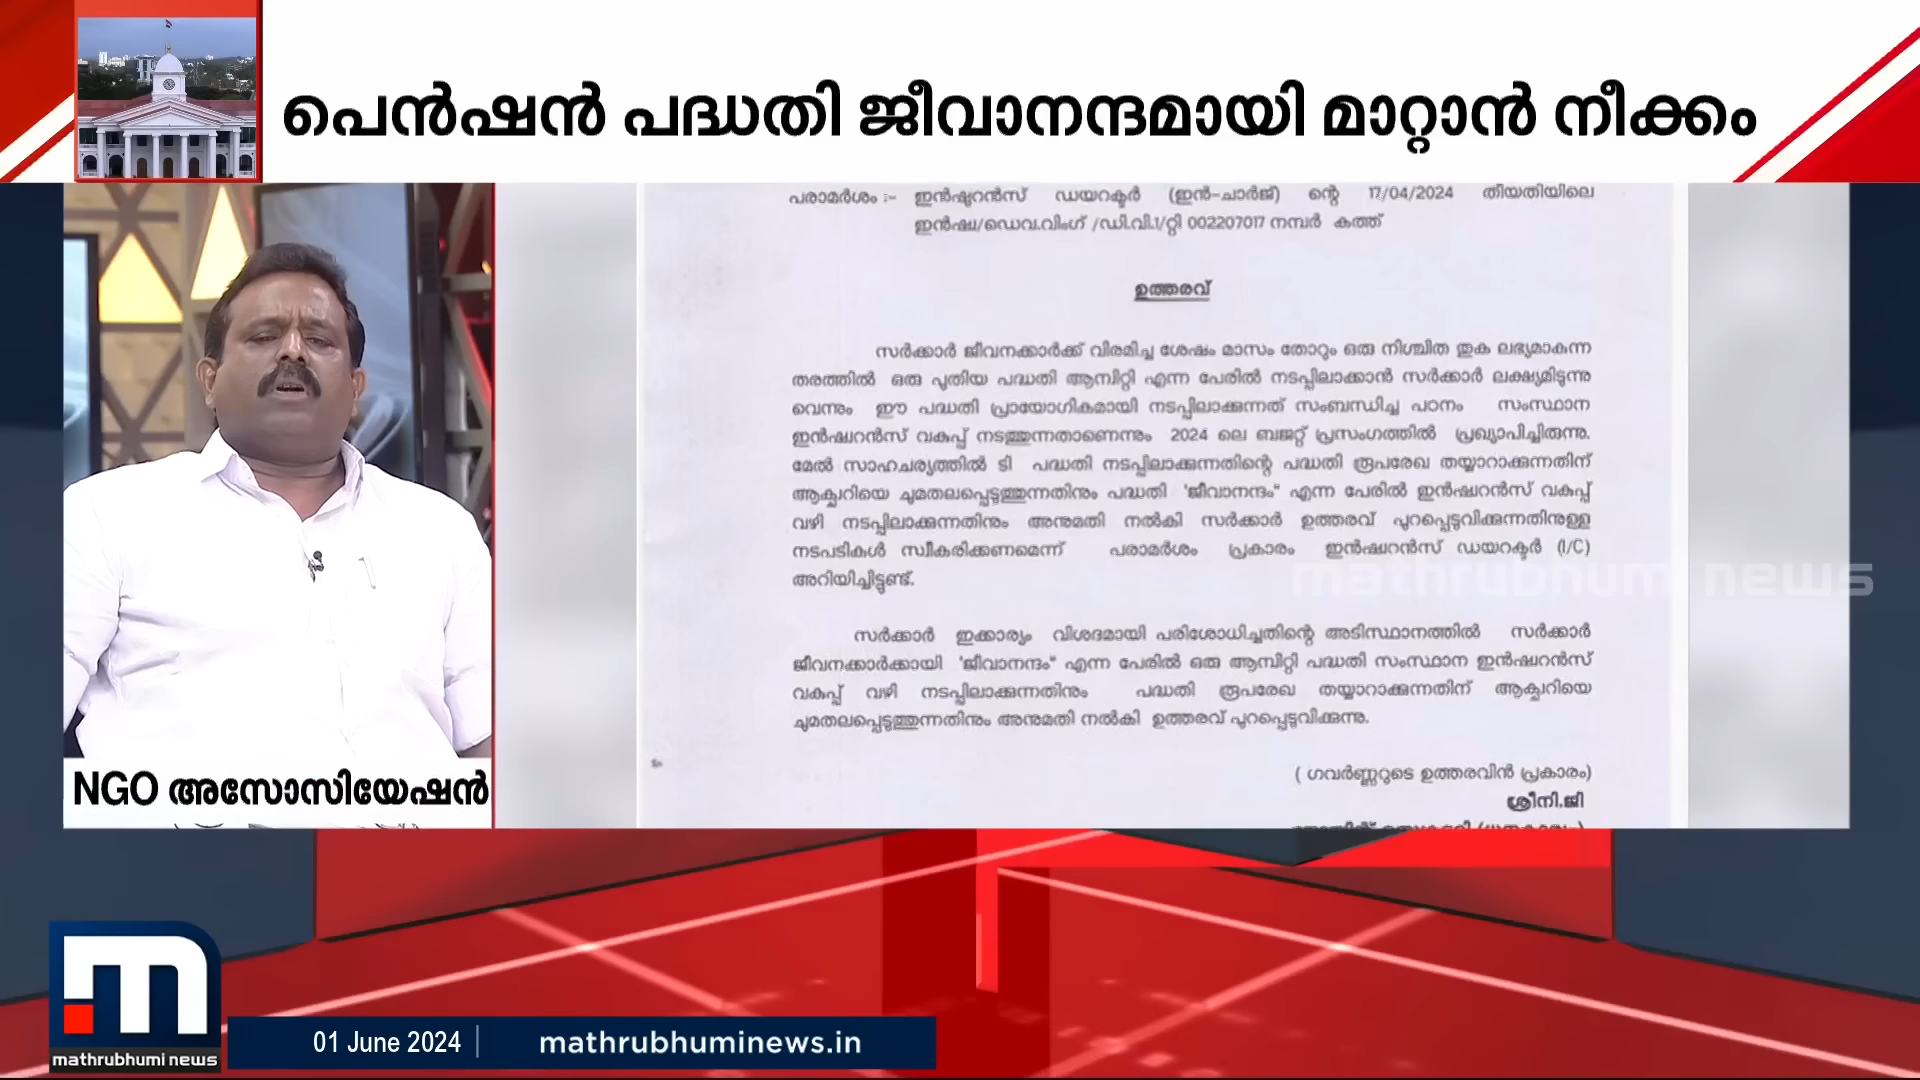 പെൻഷൻ പദ്ധതി ജീവാനന്ദമായി മാറ്റാൻ നീക്കം
പരാമർശം :- ഇൻഷുറൻസ് ഡയറക്ടർ (ഇൻ-ചാർജ്) ന്റെ 17/04/2024 തീയതിയിലെ
ഇൻഷു/ഡെവ.വിംഗ് /ഡി.വി.1/റ്റി 002207017 നമ്പർ കത്ത്
ഉത്തരവ്
സർക്കാർ ജീവനക്കാർക്ക് വിരമിച്ച ശേഷം മാസം തോറും ഒരു നിശ്ചിത തുക ലഭ്യമാകുന്ന
തരത്തിൽ ഒരു പുതിയ പദ്ധതി ആന്വിറ്റി എന്ന പേരിൽ നടപ്പിലാക്കാൻ സർക്കാർ ലക്ഷ്യമിടുന്നു
വെന്നും ഈ പദ്ധതി പ്രായോഗികമായി നടപ്പിലാക്കുന്നത് സംബന്ധിച്ച പഠനം സംസ്ഥാന
ഇൻഷ്വറൻസ് വകുപ്പ് നടത്തുന്നതാണെന്നും 2024 ലെ ബജറ്റ് പ്രസംഗത്തിൽ പ്രഖ്യാപിച്ചിരുന്നു.
മേൽ സാഹചര്യത്തിൽ ടി പദ്ധതി നടപ്പിലാക്കുന്നതിന്റെ പദ്ധതി രൂപരേഖ തയ്യാറാക്കുന്നതിന്
ആക്ച്വറിയെ ചുമതലപ്പെടുത്തുന്നതിനും പദ്ധതി 'ജീവാനന്ദം" എന്ന പേരിൽ ഇൻഷ്വറൻസ് വകുപ്പ്
വഴി നടപ്പിലാക്കുന്നതിനും അനുമതി നൽകി സർക്കാർ ഉത്തരവ് പുറപ്പെടുവിക്കുന്നതിനുള്ള
നടപടികൾ സ്വീകരിക്കണമെന്ന് പരാമർശം പ്രകാരം ഇൻഷ്വറൻസ് ഡയറക്ടർ (I/C)
അറിയിച്ചിട്ടുണ്ട്.
mathrubhumi news
സർക്കാർ ഇക്കാര്യം വിശദമായി പരിശോധിച്ചതിന്റെ അടിസ്ഥാനത്തിൽ സർക്കാർ
ജീവനക്കാർക്കായി 'ജീവാനന്ദം" എന്ന പേരിൽ ഒരു ആന്വിറ്റി പദ്ധതി സംസ്ഥാന ഇൻഷ്വറൻസ്
വകുപ്പ് വഴി നടപ്പിലാക്കുന്നതിനും പദ്ധതി രൂപരേഖ തയ്യാറാക്കുന്നതിന് ആക്ച്വറിയെ
ചുമതലപ്പെടുത്തുന്നതിനും അനുമതി നൽകി ഉത്തരവ് പുറപ്പെടുവിക്കുന്നു.
( ഗവർണ്ണറുടെ ഉത്തരവിൻ പ്രകാരം)
ശ്രീനി.ജി
NGO അസോസിയേഷൻ
mathrubhumi news
01 June 2024
mathrubhuminews.in